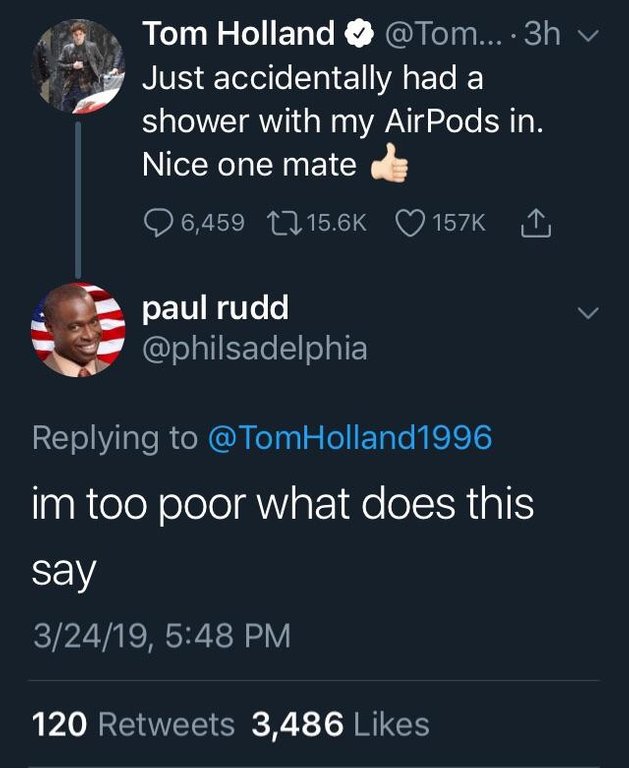 Tom Holland @Tom... · 3h
Just accidentally had a
shower with my AirPods in.
Nice one mate 👍🏻
6,459 15.6K 157K
paul rudd
@philsadelphia
Replying to @TomHolland1996
im too poor what does this
say
3/24/19, 5:48 PM
120 Retweets 3,486 Likes